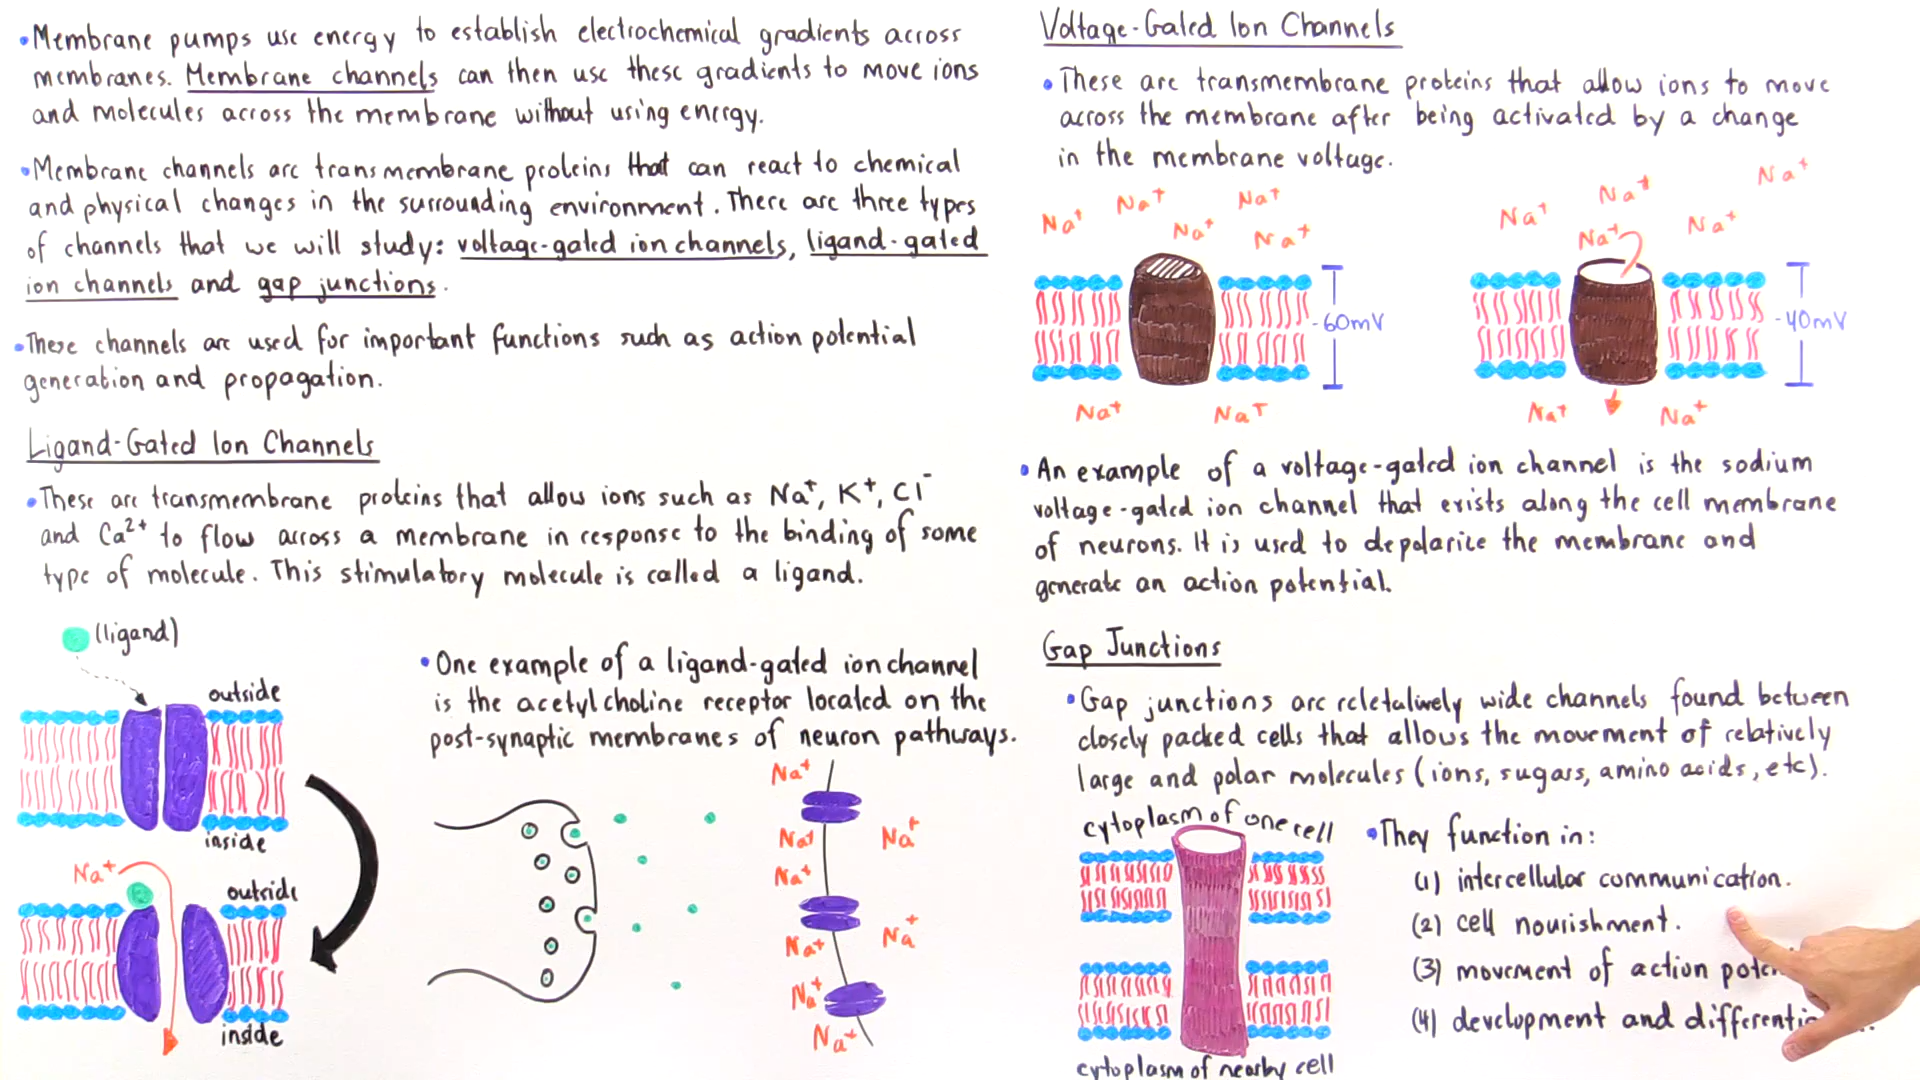 •Membrane pumps use energy to establish electrochemical gradients across
membranes. Membrane channels can then use these gradients to move ions
and molecules across the membrane without using energy.
•Membrane channels are transmembrane proteins that can react to chemical
and physical changes in the surrounding environment. There are three types
of channels that we will study: voltage-gated ion channels, ligand-gated
ion channels and gap junctions.
•These channels are used for important functions such as action potential
generation and propagation.
Ligand-Gated Ion Channels
•These are transmembrane proteins that allow ions such as Na⁺, K⁺, Cl⁻
and Ca²⁺ to flow across a membrane in response to the binding of some
type of molecule. This stimulatory molecule is called a ligand.
(ligand)
outside
inside
Na⁺
outside
inside
•One example of a ligand-gated ion channel
is the acetylcholine receptor located on the
post-synaptic membranes of neuron pathways.
Na⁺
Na⁺ Na⁺
Na⁺
Na⁺ Na⁺
Na⁺
Na⁺
Voltage-Gated Ion Channels
•These are transmembrane proteins that allow ions to move
across the membrane after being activated by a change
in the membrane voltage.
Na⁺ Na⁺ Na⁺ Na⁺ Na⁺
-60mV
Na⁺ Na⁺
Na⁺ Na⁺ Na⁺ Na⁺ Na⁺
-40mV
Na⁺ Na⁺
•An example of a voltage-gated ion channel is the sodium
voltage-gated ion channel that exists along the cell membrane
of neurons. It is used to depolarize the membrane and
generate an action potential.
Gap Junctions
•Gap junctions are reletalively wide channels found between
closely packed cells that allows the movement of relatively
large and polar molecules (ions, sugars, amino acids, etc).
cytoplasm of one cell
cytoplasm of nearby cell
•They function in:
(1) intercellular communication.
(2) cell nourishment.
(3) movement of action
(4) development and